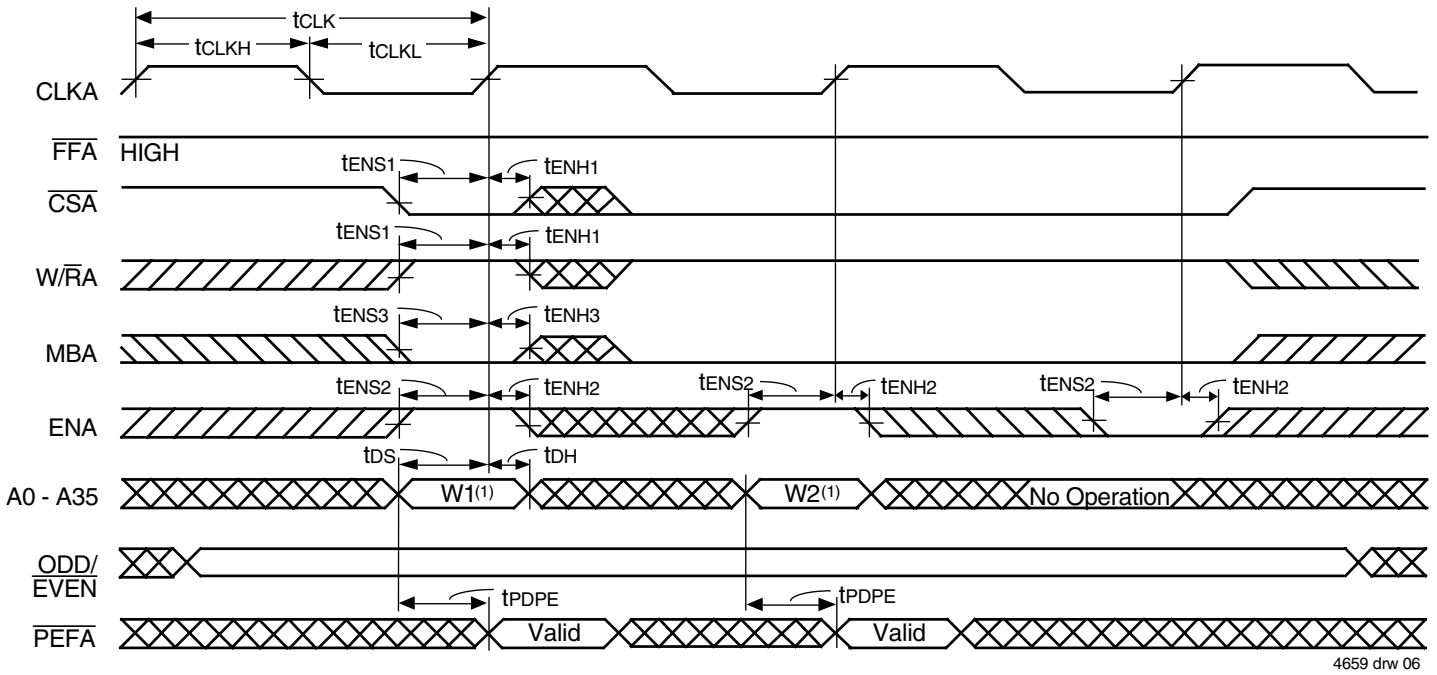 tCLK
tCLKH tCLKL
CLKA
FFA HIGH
tENS1 tENH1
CSA
tENS1 tENH1
W/RA
tENS3 tENH3
MBA
tENS2 tENH2 tENS2 tENH2 tENS2 tENH2
ENA
tDS tDH
A0 - A35 W1(1) W2(1) No Operation
ODD/
EVEN
tPDPE tPDPE
PEFA Valid Valid
4659 drw 06